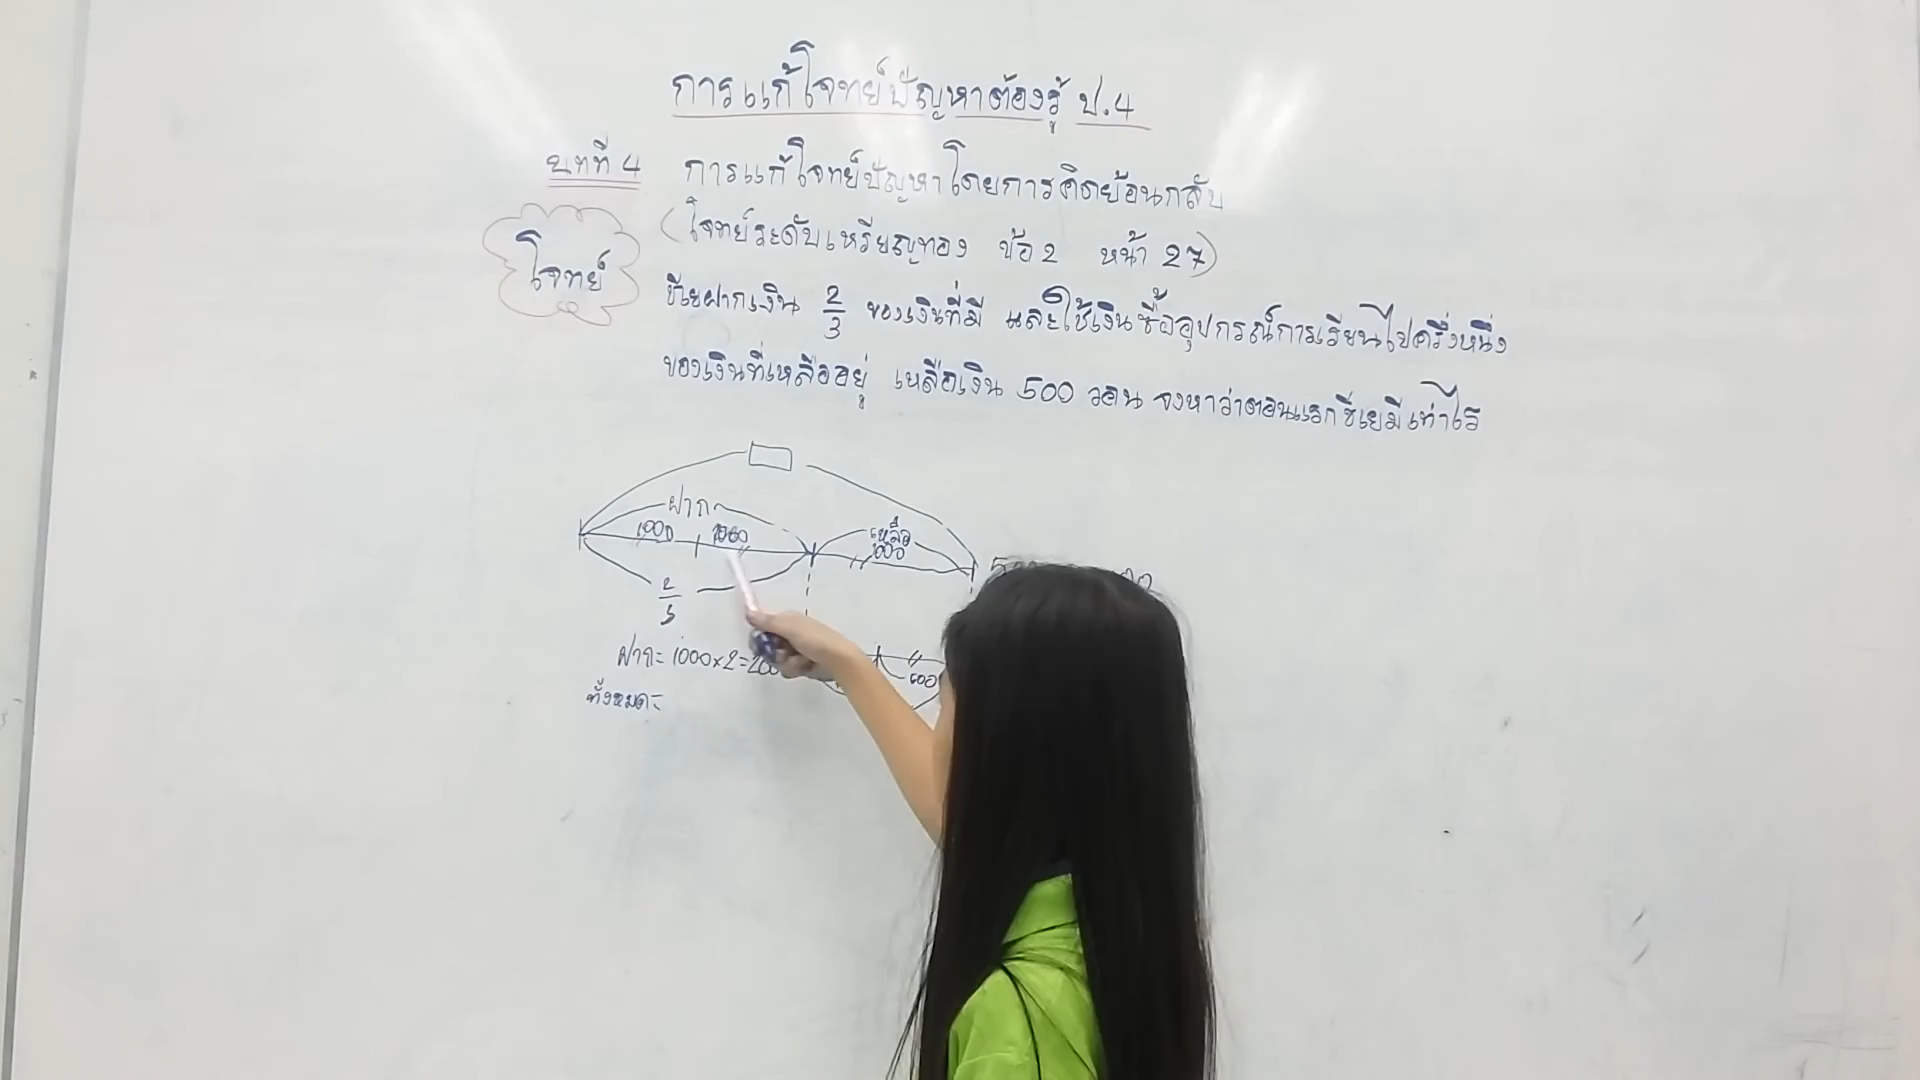 การแก้โจทย์ปัญหาต้องรู้ ป.4
บทที่ 4 การแก้โจทย์ปัญหาโดยการคิดย้อนกลับ
(โจทย์ระดับเหรียญทอง ข้อ 2 หน้า 27)
โจทย์
ชีเยฝากเงิน 2/3 ของเงินที่มี และใช้เงินซื้ออุปกรณ์การเรียนไปครึ่งหนึ่ง
ของเงินที่เหลืออยู่ เหลือเงิน 500 วอน จงหาว่าตอนแรกชีเยมีเท่าไร
ฝาก
1000 1000 เหลือ
1000
2/3
ฝาก = 1000×2=200
500
ทั้งหมด =